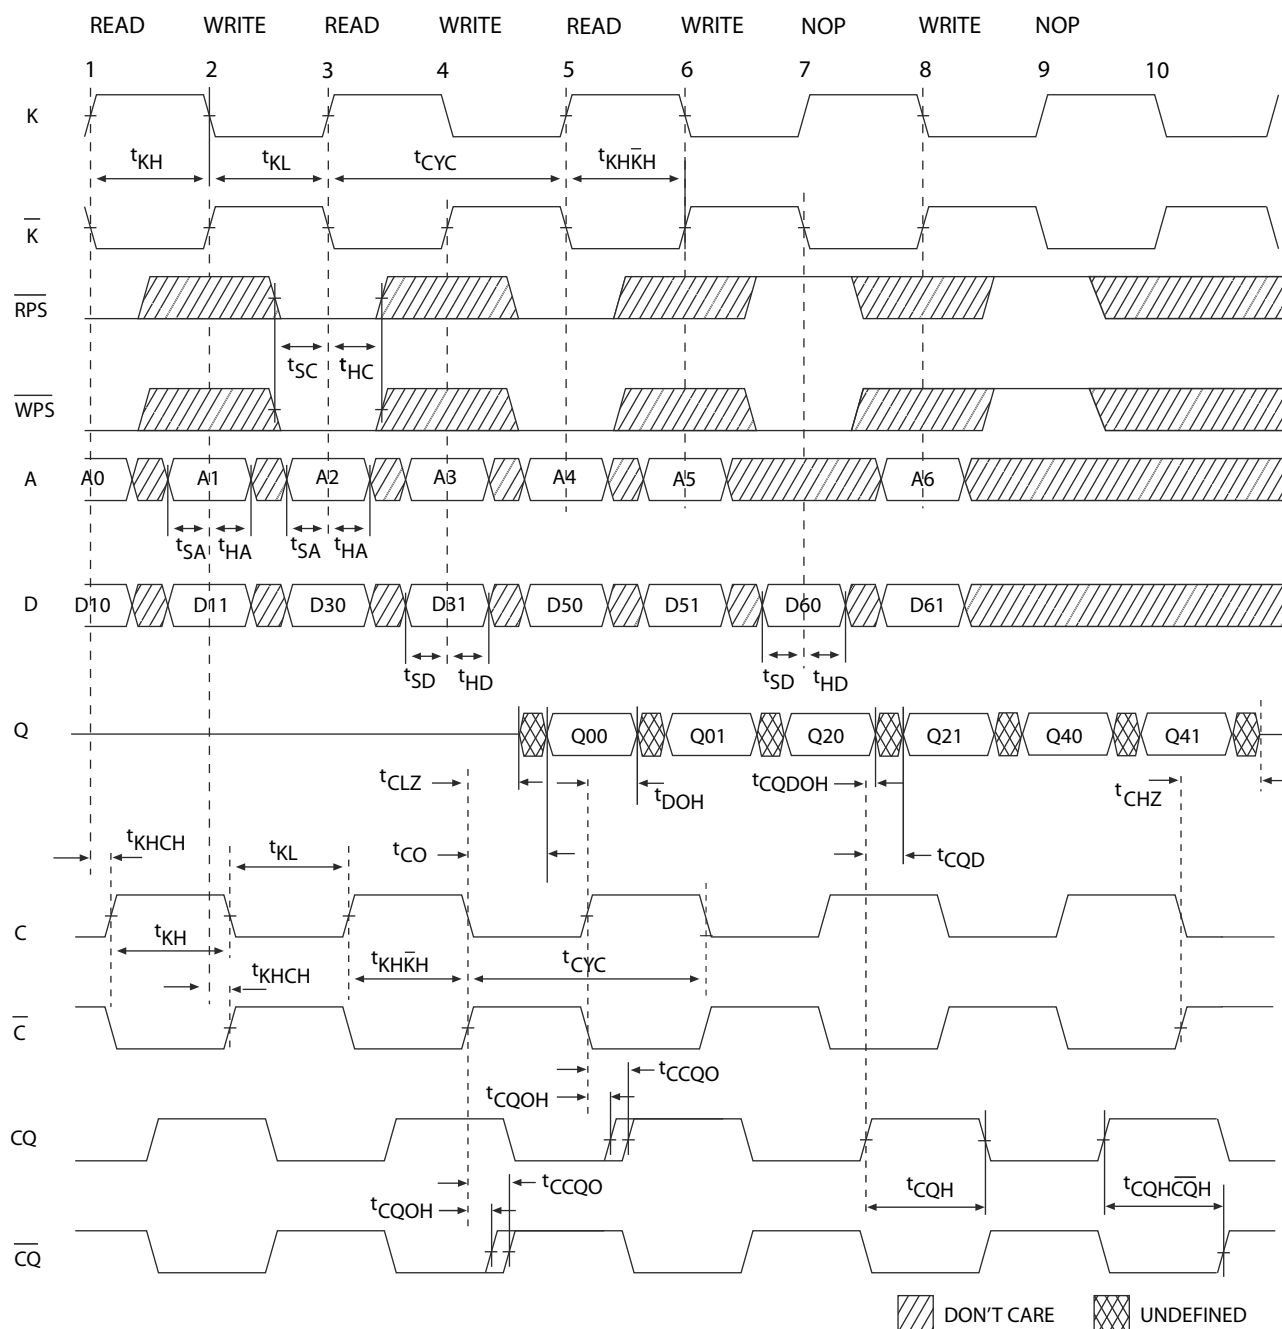 READ WRITE READ WRITE READ WRITE NOP WRITE NOP
1 2 3 4 5 6 7 8 9 10
K
tKH tKL tCYC tKHK̅H
K̅
R̅P̅S̅
tSC tHC
W̅P̅S̅
A A0 A1 A2 A3 A4 A5 A6
tSA tHA tSA tHA
D D10 D11 D30 D31 D50 D51 D60 D61
tSD tHD tSD tHD
Q Q00 Q01 Q20 Q21 Q40 Q41
tCLZ tDOH tCQDOH tCHZ
tKHCH tKL tCO tCQD
C
tKH tKHK̅H tCYC
tKHCH
C̅
tCCQO
tCQOH
CQ
tCCQO tCQH tCQHC̅Q̅H
tCQOH
C̅Q̅
DON'T CARE UNDEFINED